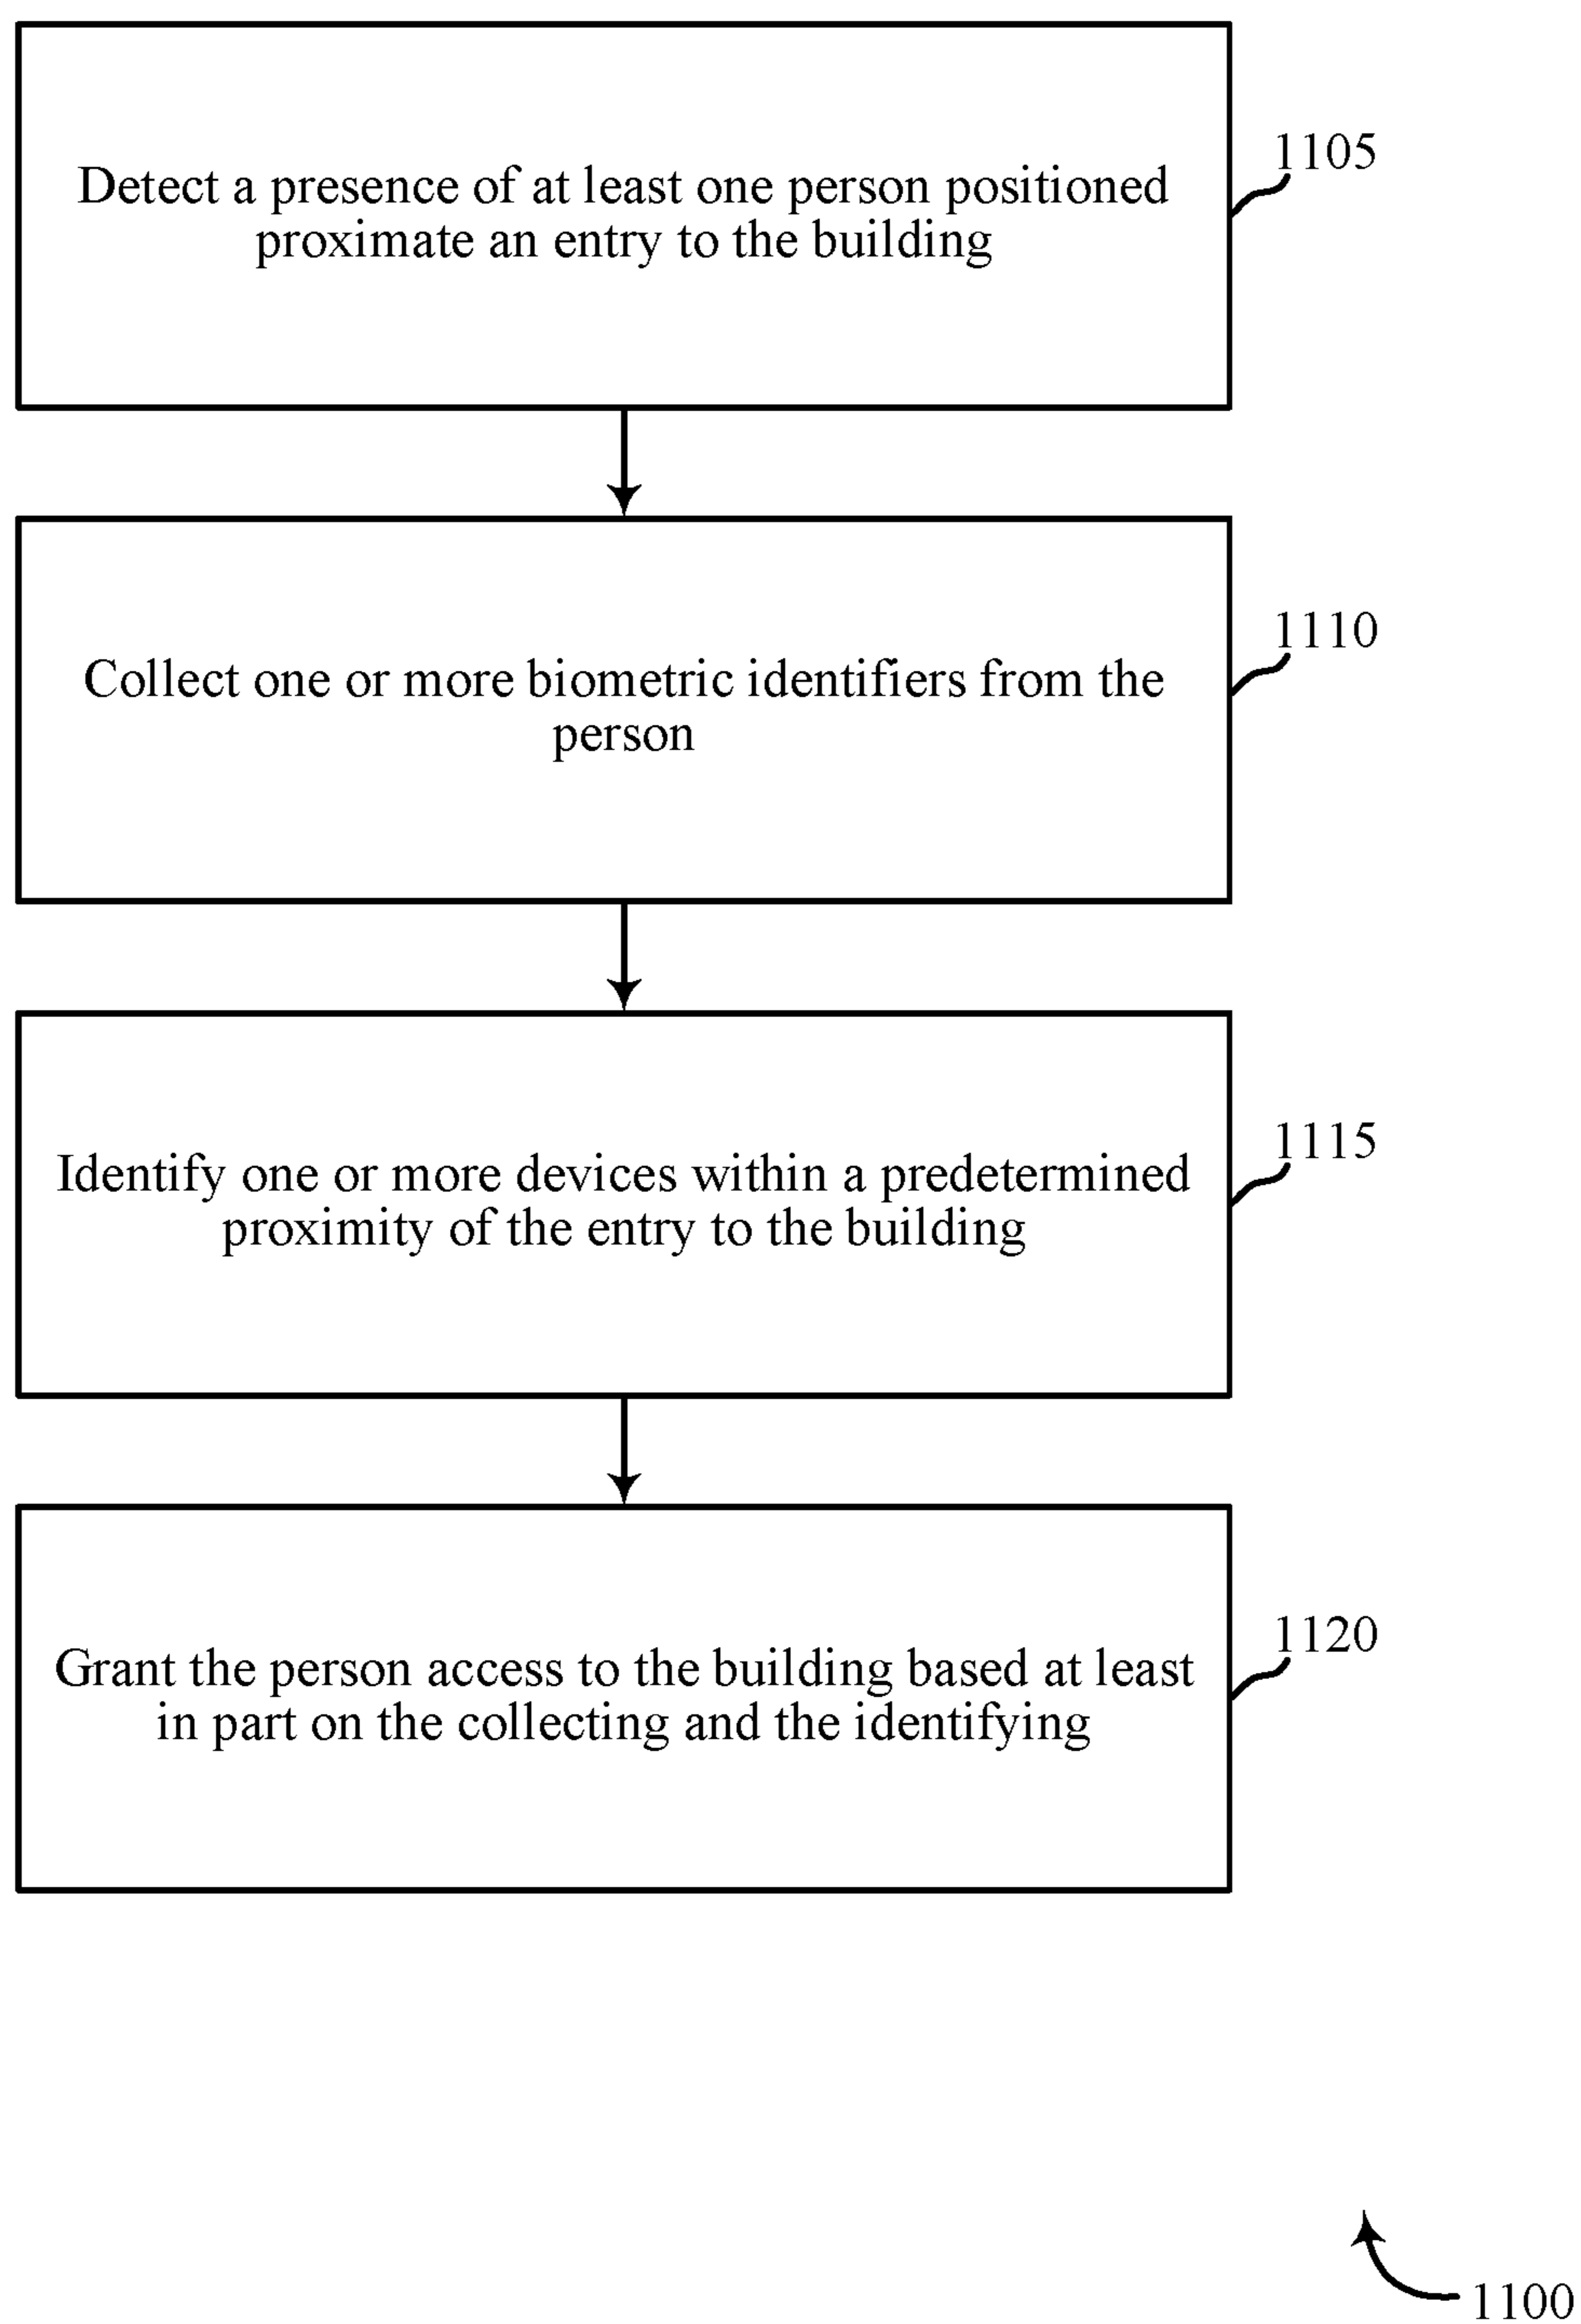 Detect a presence of at least one person positioned
proximate an entry to the building
1105
Collect one or more biometric identifiers from the
person
1110
Identify one or more devices within a predetermined
proximity of the entry to the building
1115
Grant the person access to the building based at least
in part on the collecting and the identifying
1120
1100